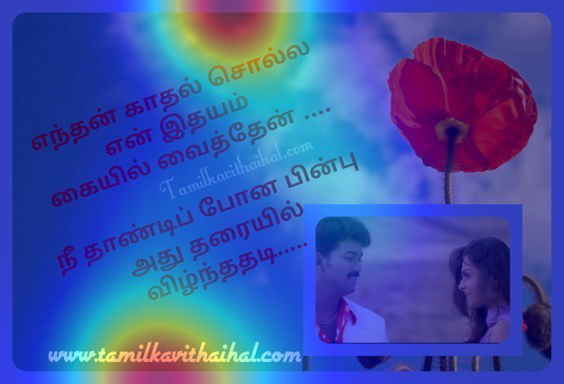 எந்தன் காதல் சொல்ல
என் இதயம்
கையில் வைத்தேன் ....
Tamilkavithaihal.com
நீ தாண்டிப் போன பின்பு
அது தரையில்
விழ்ந்ததடி.....
www.tamilkavithaihal.com